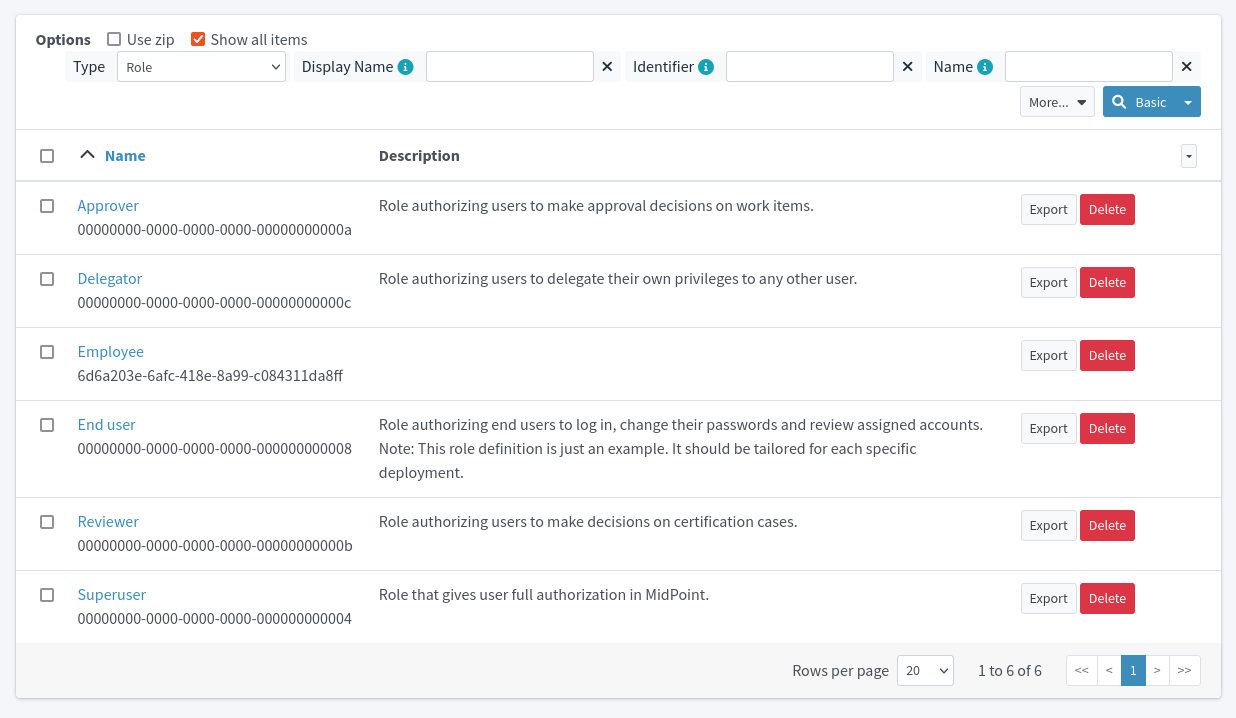 Options Use zip Show all items
Type Role Display Name Identifier Name
More... Basic
Name Description
Approver Role authorizing users to make approval decisions on work items. Export Delete
00000000-0000-0000-0000-00000000000a
Delegator Role authorizing users to delegate their own privileges to any other user. Export Delete
00000000-0000-0000-0000-00000000000c
Employee Export Delete
6d6a203e-6afc-418e-8a99-c084311da8ff
End user Role authorizing end users to log in, change their passwords and review assigned accounts. Export Delete
00000000-0000-0000-0000-000000000008 Note: This role definition is just an example. It should be tailored for each specific
deployment.
Reviewer Role authorizing users to make decisions on certification cases. Export Delete
00000000-0000-0000-0000-00000000000b
Superuser Role that gives user full authorization in MidPoint. Export Delete
00000000-0000-0000-0000-000000000004
Rows per page 20 1 to 6 of 6 << < 1 > >>